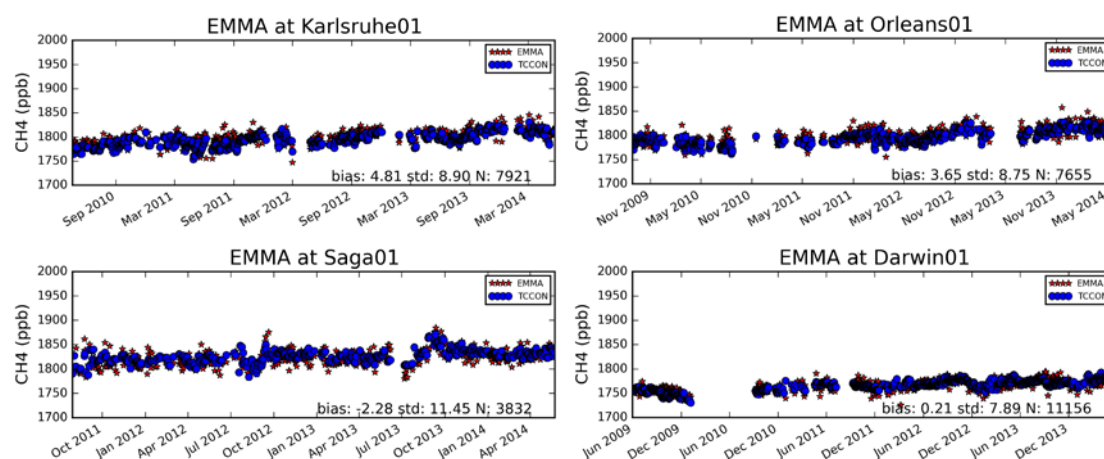 EMMA at Karlsruhe01
2000
1950
1900
1850
1800
1750
1700
CH4 (ppb)
EMMA
TCCON
bias: 4.81 std: 8.90 N: 7921
Sep 2010
Mar 2011
Sep 2011
Mar 2012
Sep 2012
Mar 2013
Sep 2013
Mar 2014
EMMA at Orleans01
2000
1950
1900
1850
1800
1750
1700
CH4 (ppb)
EMMA
TCCON
bias: 3.65 std: 8.75 N: 7655
Nov 2009
May 2010
Nov 2010
May 2011
Nov 2011
May 2012
Nov 2012
May 2013
Nov 2013
May 2014
EMMA at Saga01
2000
1950
1900
1850
1800
1750
1700
CH4 (ppb)
EMMA
TCCON
bias: -2.28 std: 11.45 N: 3832
Oct 2011
Jan 2012
Apr 2012
Jul 2012
Oct 2012
Jan 2013
Apr 2013
Jul 2013
Oct 2013
Jan 2014
Apr 2014
EMMA at Darwin01
2000
1950
1900
1850
1800
1750
1700
CH4 (ppb)
EMMA
TCCON
bias: 0.21 std: 7.89 N: 11156
Jun 2009
Dec 2009
Jun 2010
Dec 2010
Jun 2011
Dec 2011
Jun 2012
Dec 2012
Jun 2013
Dec 2013